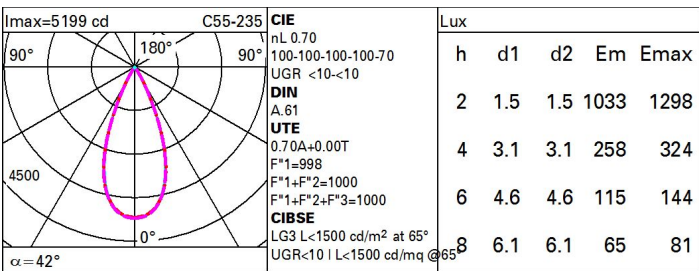 Imax=5199 cd C55-235
90° 180° 90°
4500
0°
α=42°
CIE
nL 0.70
100-100-100-100-70
UGR <10-<10
DIN
A.61
UTE
0.70A+0.00T
F"1=998
F"1+F"2=1000
F"1+F"2+F"3=1000
CIBSE
LG3 L<1500 cd/m² at 65°
UGR<10 | L<1500 cd/mq @65°
Lux
h d1 d2 Em Emax
2 1.5 1.5 1033 1298
4 3.1 3.1 258 324
6 4.6 4.6 115 144
8 6.1 6.1 65 81